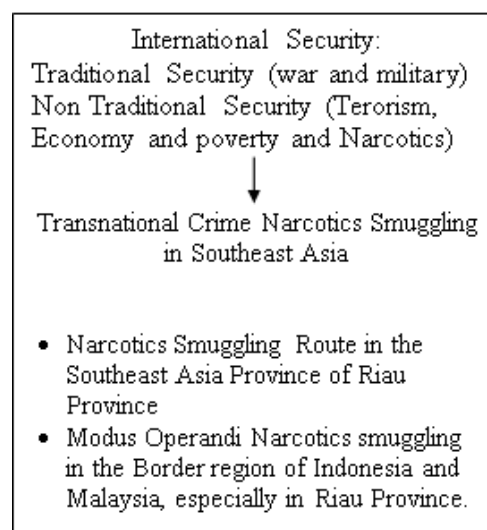 International Security:
Traditional Security (war and military)
Non Traditional Security (Terorism,
Economy and poverty and Narcotics)
Transnational Crime Narcotics Smuggling
in Southeast Asia
• Narcotics Smuggling Route in the
Southeast Asia Province of Riau
Province
• Modus Operandi Narcotics smuggling
in the Border region of Indonesia and
Malaysia, especially in Riau Province.